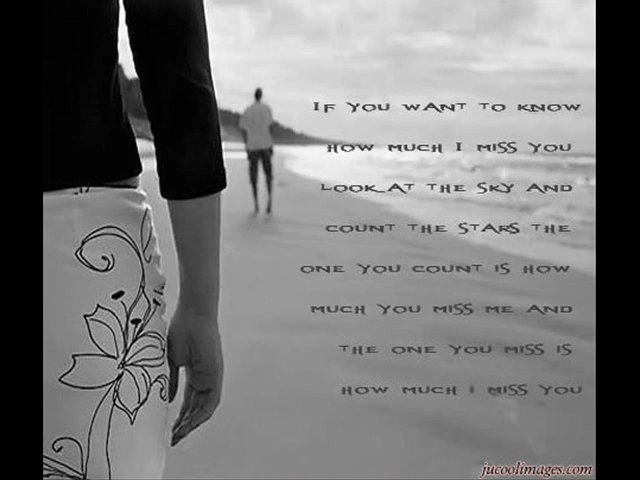 If you want to know
how much I miss you
look at the sky and
count the stars the
one you count is how
much you miss me and
the one you miss is
how much i miss you
jucoolimages.com